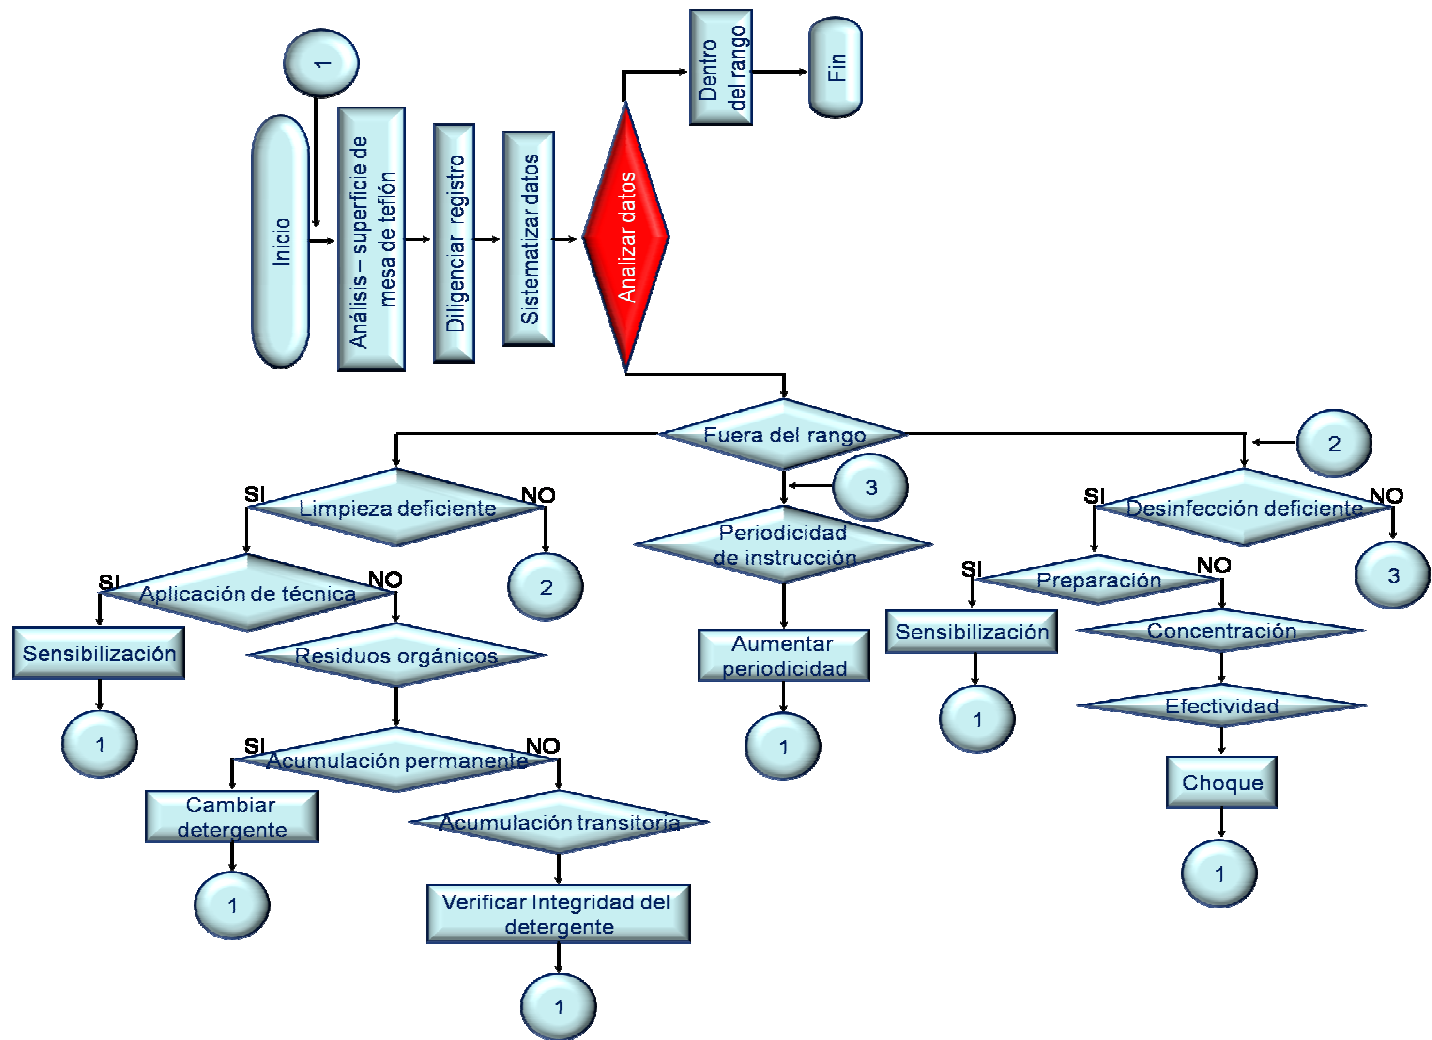 1
Inicio
Análisis – superficie de
mesa de teflón
Diligenciar registro
Sistematizar datos
Analizar datos
Dentro
del rango
Fin
Fuera del rango
2
3
SI
Limpieza deficiente
NO
2
SI
Aplicación de técnica
NO
Sensibilización
1
Residuos orgánicos
SI
Acumulación permanente
NO
Cambiar
detergente
1
Acumulación transitoria
Verificar Integridad del
detergente
1
Periodicidad
de instrucción
Aumentar
periodicidad
1
SI
Desinfección deficiente
NO
3
SI
Preparación
NO
Sensibilización
1
Concentración
Efectividad
Choque
1